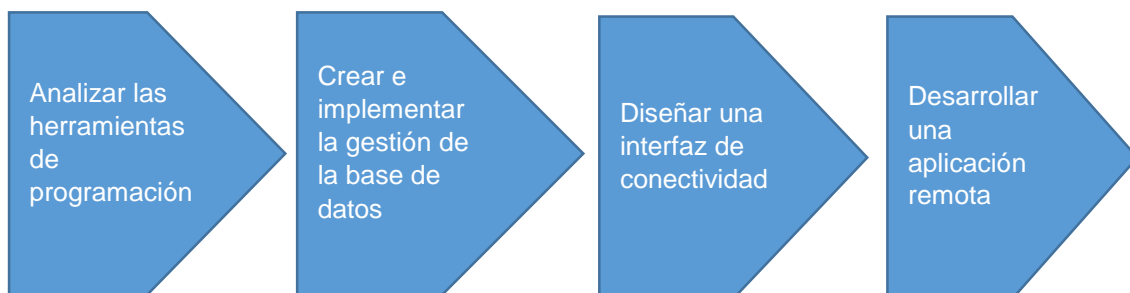 Analizar las
herramientas
de
programación
Crear e
implementar
la gestión de
la base de
datos
Diseñar una
interfaz de
conectividad
Desarrollar
una
aplicación
remota